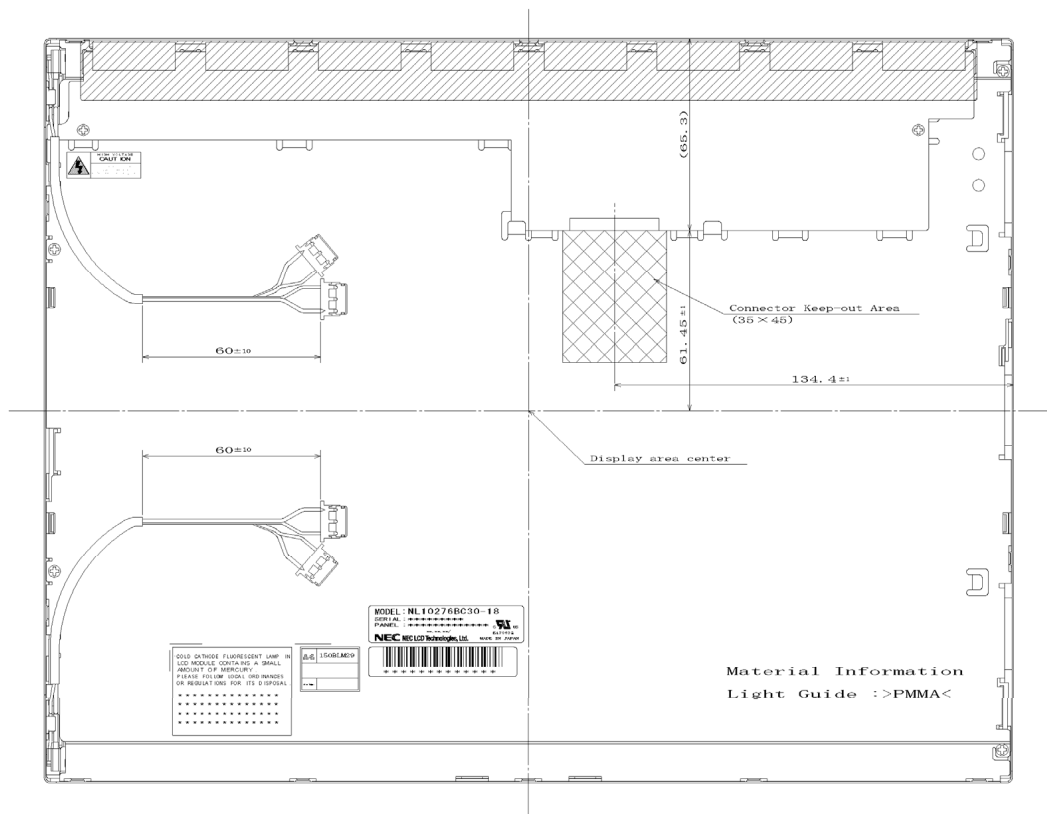 (65.3)
HIGH VOLTAGE
CAUTION
Connector Keep-out Area
(35×45)
61.45±1
60±10
134.4±1
60±10
Display area center
MODEL:NL10276BC30-18
SERIAL:***********
PANEL:****************
NEC NEC LCD Technologies, Ltd.
MADE IN JAPAN
COLD CATHODE FLUORESCENT LAMP IN
LCD MODULE CONTAINS A SMALL
AMOUNT OF MERCURY
PLEASE FOLLOW LOCAL ORDINANCES
OR REGULATIONS FOR ITS DISPOSAL
150BLM29
Material Information
Light Guide :>PMMA<